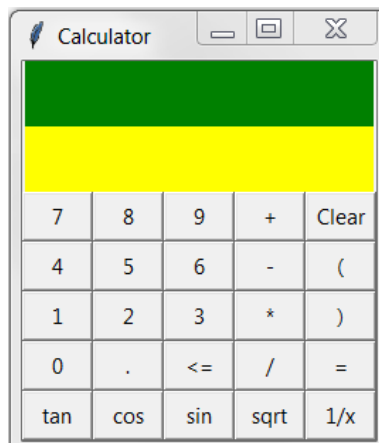 Calculator
7 8 9 + Clear
4 5 6 - (
1 2 3 * )
0 . <= / =
tan cos sin sqrt 1/x